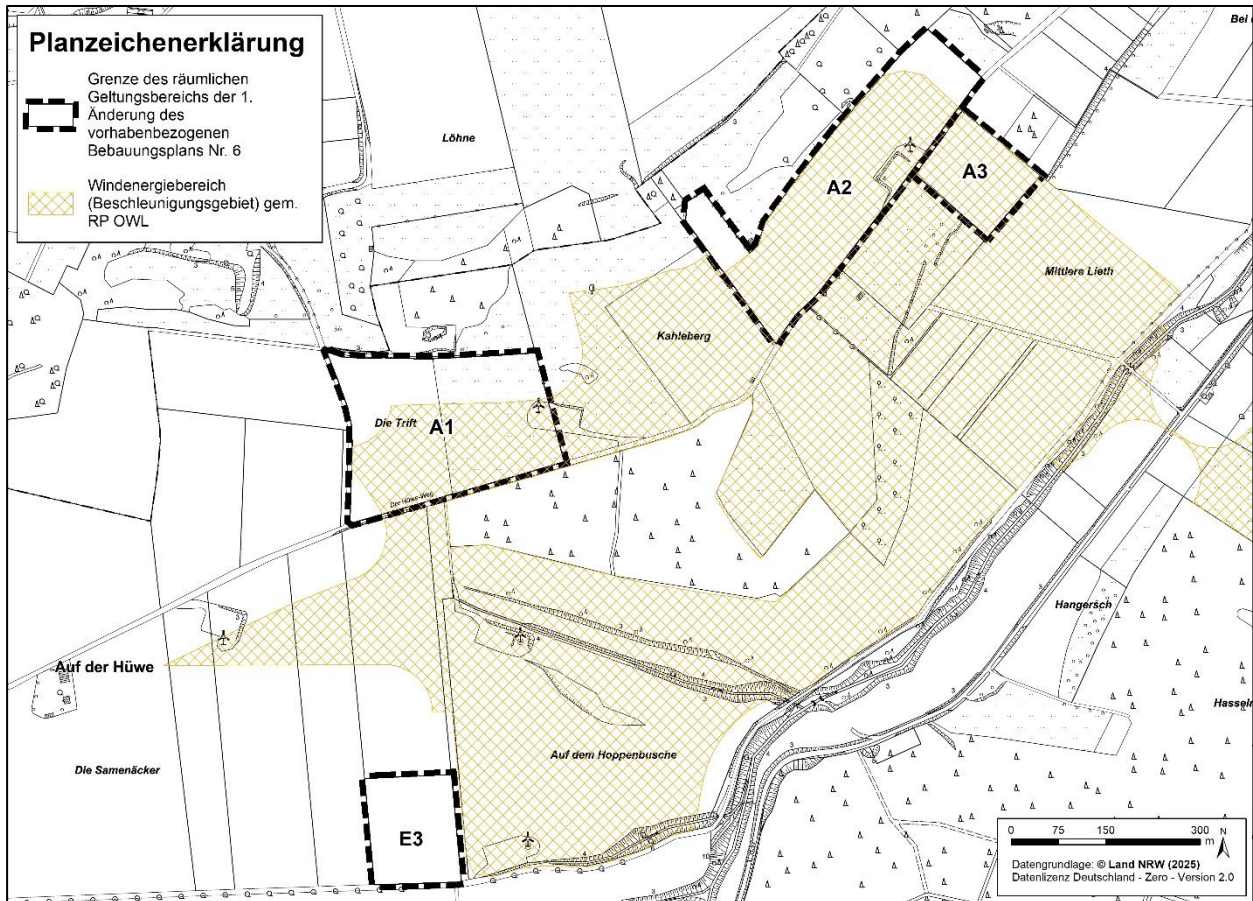 Planzeichenerklärung
Grenze des räumlichen
Geltungsbereichs der 1.
Änderung des
vorhabenbezogenen
Bebauungsplans Nr. 6
Windenergiebereich
(Beschleunigungsgebiet) gem.
RP OWL
Löhne
A2
A3
Mittlere Lieth
Kahleberg
Die Trift
A1
Der Hüwe-Weg
Hangersch
Auf der Hüwe
Auf dem Hoppenbusche
Die Samenäcker
E3
0 75 150 300
m
N
Datengrundlage: © Land NRW (2025)
Datenlizenz Deutschland - Zero - Version 2.0